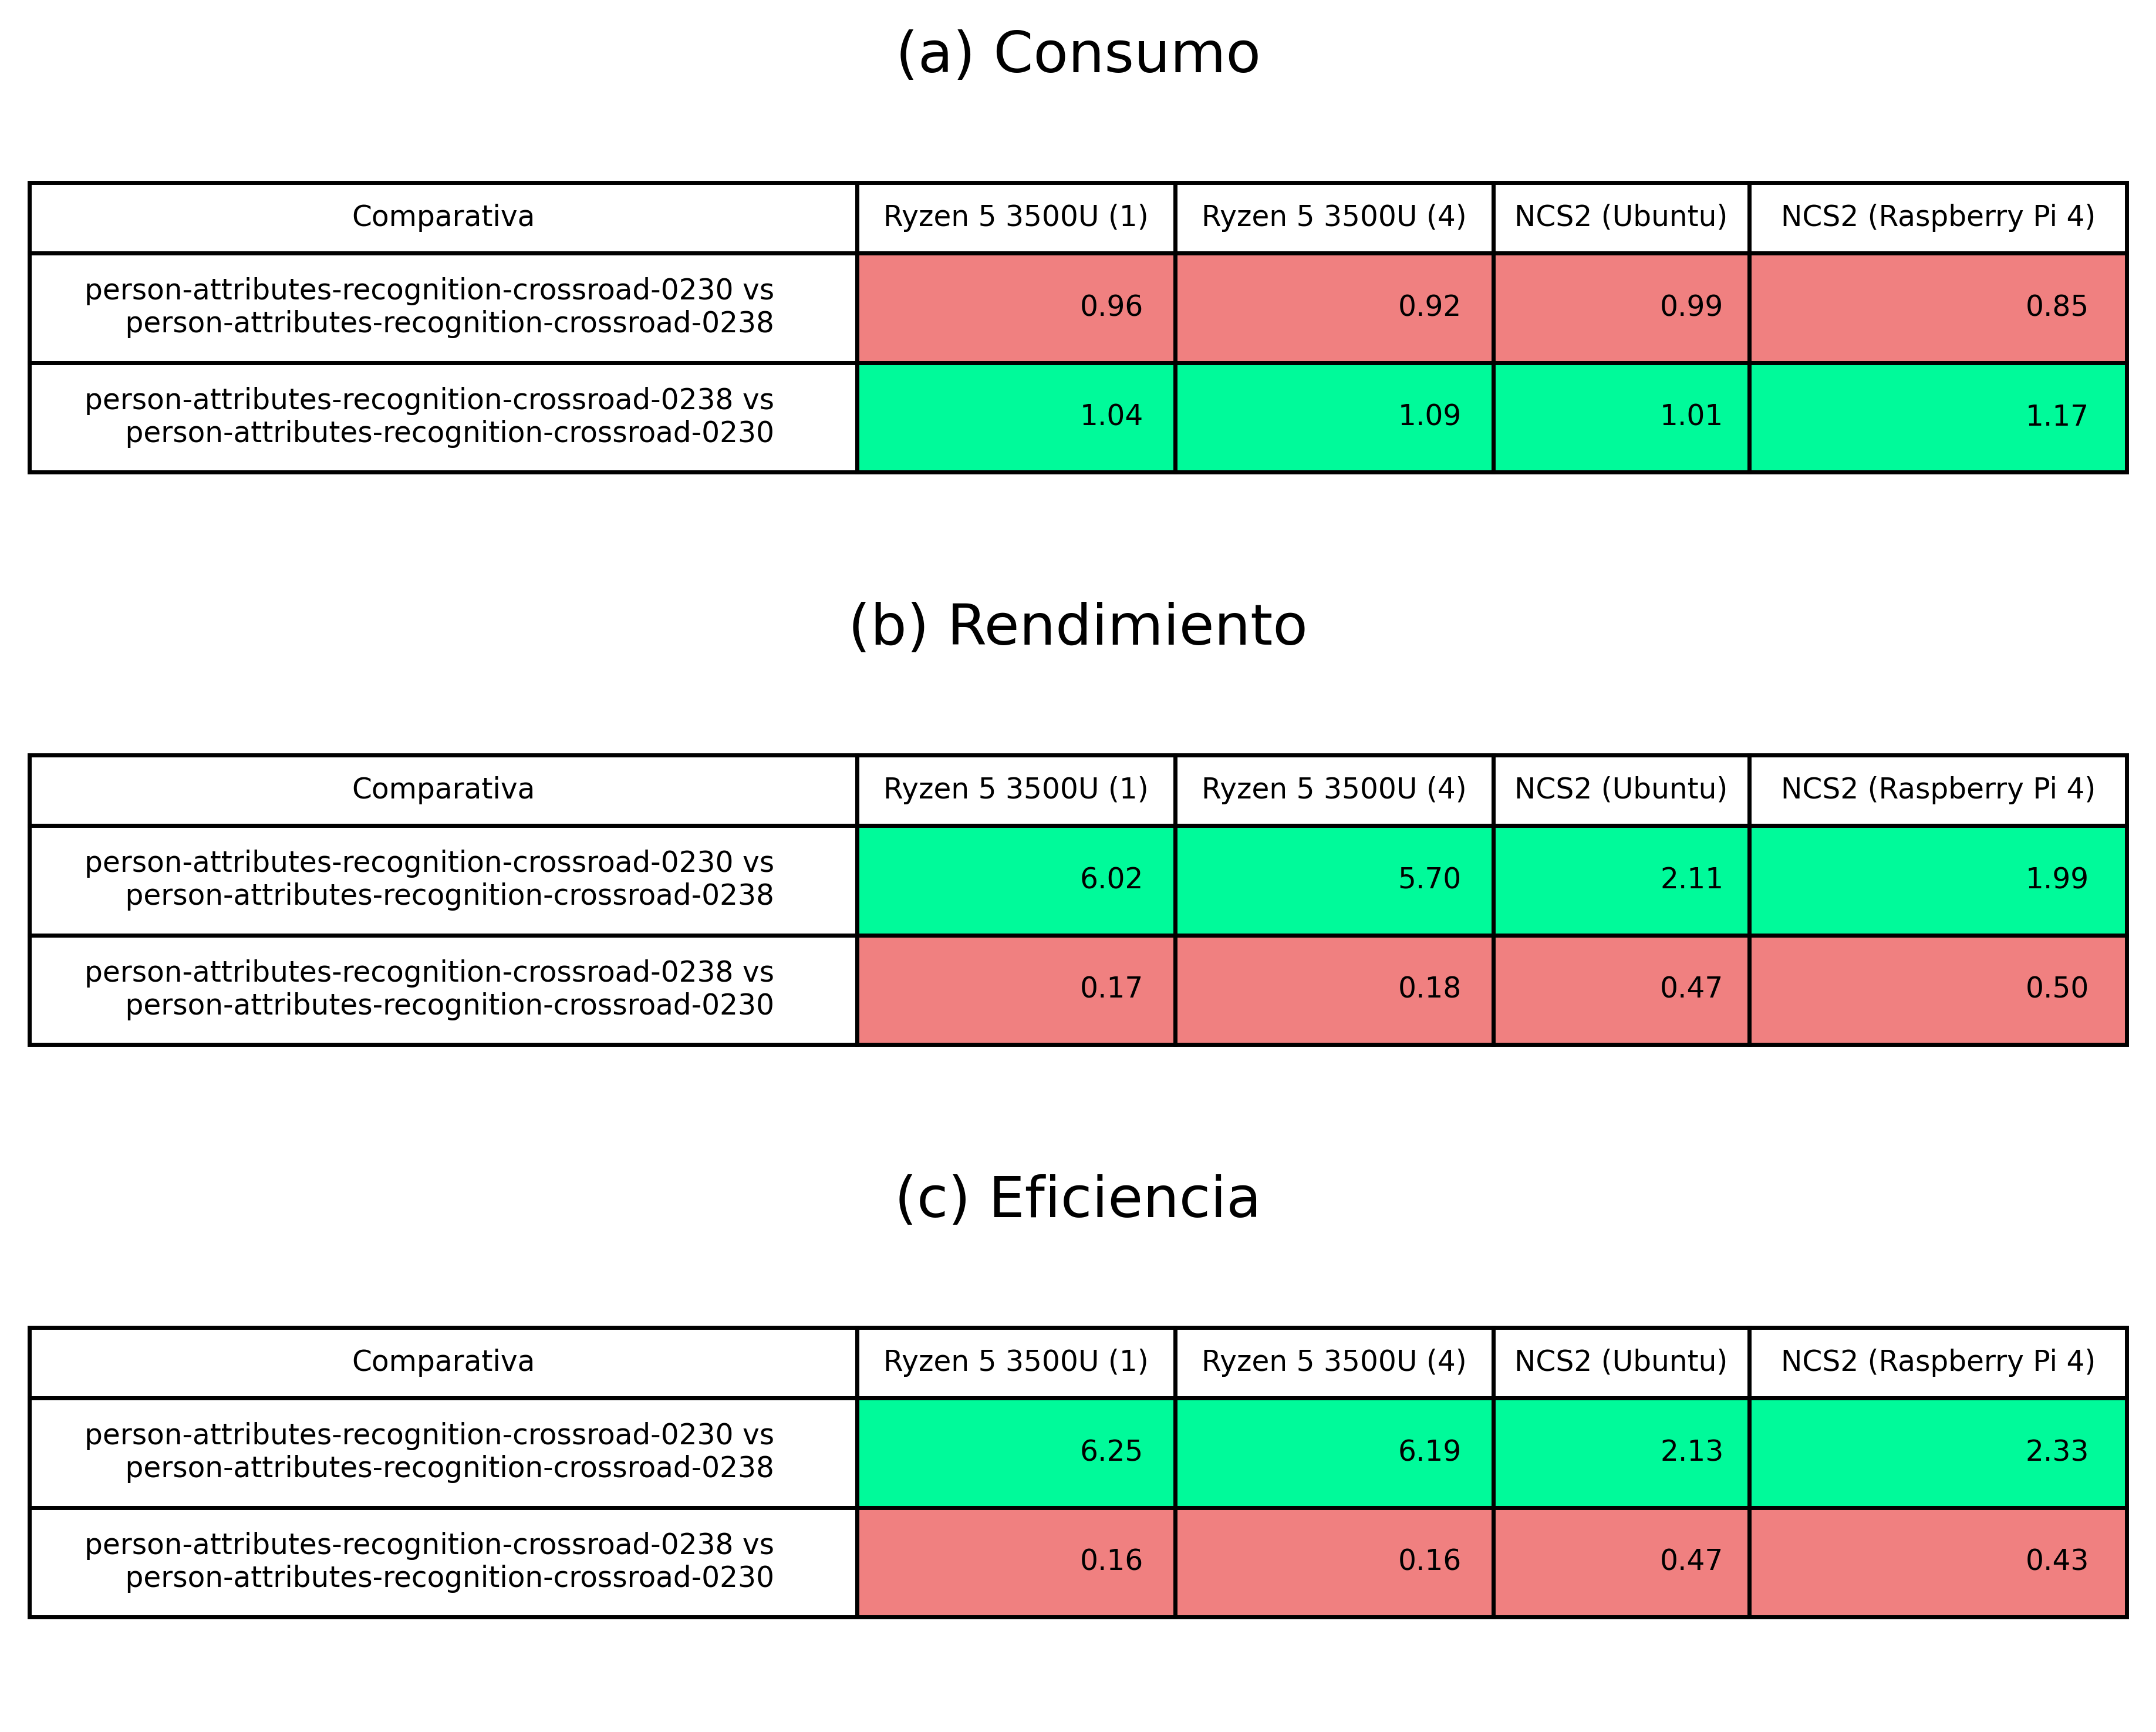 (a) Consumo
Comparativa Ryzen 5 3500U (1) Ryzen 5 3500U (4) NCS2 (Ubuntu) NCS2 (Raspberry Pi 4)
person-attributes-recognition-crossroad-0230 vs
person-attributes-recognition-crossroad-0238
0.96 0.92 0.99 0.85
person-attributes-recognition-crossroad-0238 vs
person-attributes-recognition-crossroad-0230
1.04 1.09 1.01 1.17
(b) Rendimiento
Comparativa Ryzen 5 3500U (1) Ryzen 5 3500U (4) NCS2 (Ubuntu) NCS2 (Raspberry Pi 4)
person-attributes-recognition-crossroad-0230 vs
person-attributes-recognition-crossroad-0238
6.02 5.70 2.11 1.99
person-attributes-recognition-crossroad-0238 vs
person-attributes-recognition-crossroad-0230
0.17 0.18 0.47 0.50
(c) Eficiencia
Comparativa Ryzen 5 3500U (1) Ryzen 5 3500U (4) NCS2 (Ubuntu) NCS2 (Raspberry Pi 4)
person-attributes-recognition-crossroad-0230 vs
person-attributes-recognition-crossroad-0238
6.25 6.19 2.13 2.33
person-attributes-recognition-crossroad-0238 vs
person-attributes-recognition-crossroad-0230
0.16 0.16 0.47 0.43